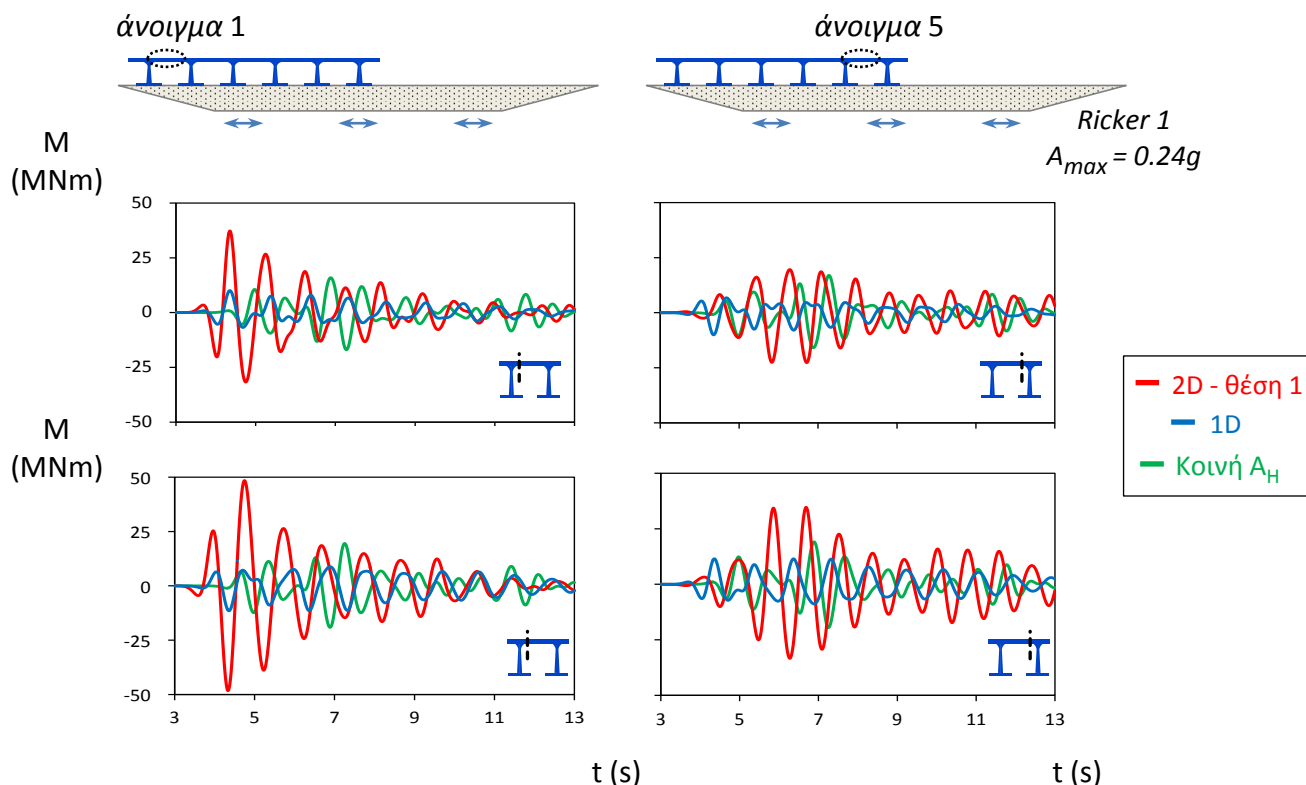 άνοιγμα 1
άνοιγμα 5
Ricker 1
Amax = 0.24g
M
(MNm)
50
25
0
-25
-50
M
(MNm)
50
25
0
-25
-50
3 5 7 9 11 13
3 5 7 9 11 13
t (s)
t (s)
2D - θέση 1
1D
Κοινή AH